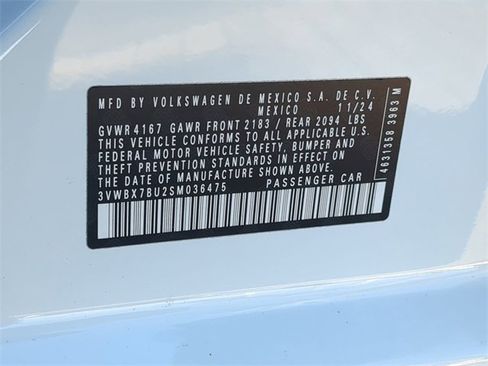 MFD BY VOLKSWAGEN DE MEXICO S.A. DE C.V.
MEXICO 11/24
GVWR 4167 GAWR FRONT 2183 / REAR 2094 LBS
THIS VEHICLE CONFORMS TO ALL APPLICABLE U.S.
FEDERAL MOTOR VEHICLE SAFETY, BUMPER AND
THEFT PREVENTION STANDARDS IN EFFECT ON
THE DATE OF MANUFACTURE SHOWN ABOVE.
3VWBX7BU2SM036475 PASSENGER CAR
4631358 3963 M